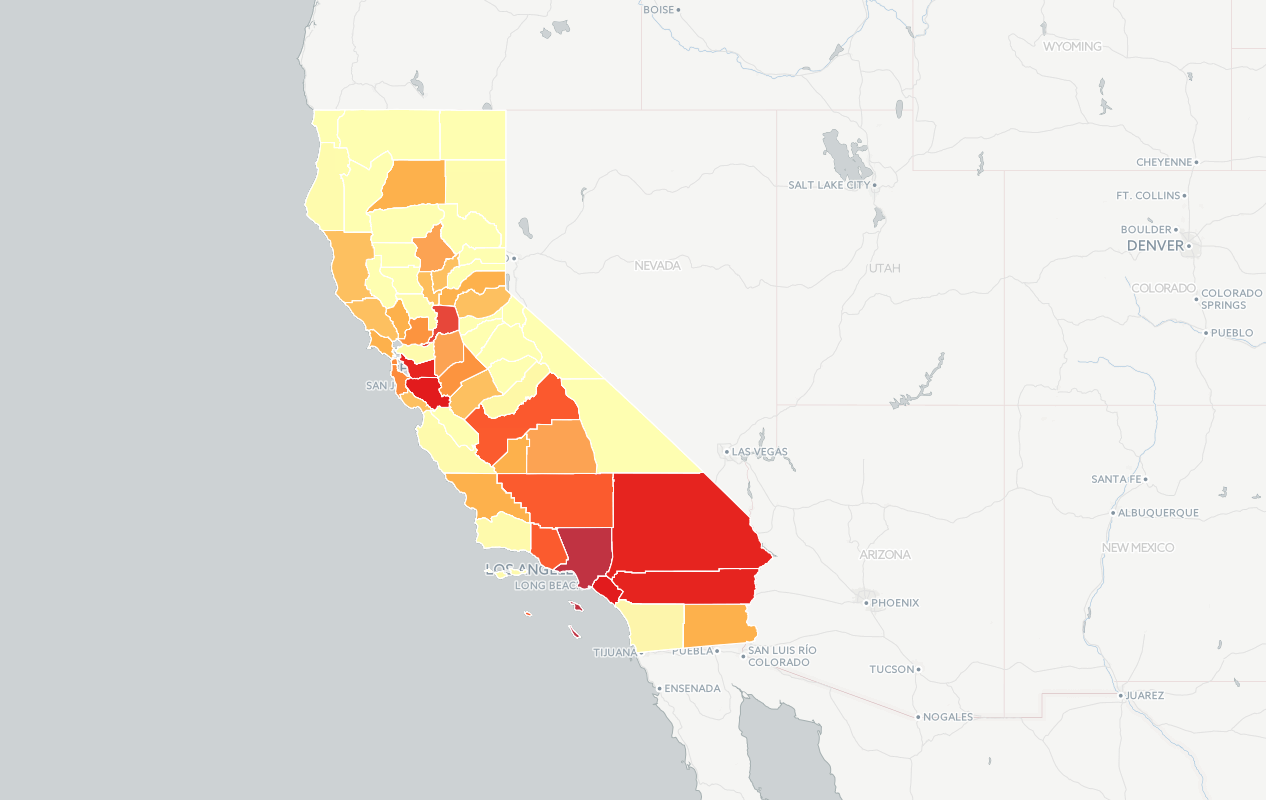 BOISE
WYOMING
CHEYENNE
SALT LAKE CITY
FT. COLLINS
BOULDER
DENVER
NEVADA
UTAH
COLORADO
COLORADO
SPRINGS
PUEBLO
SAN J
LAS VEGAS
SANTA FE
ALBUQUERQUE
NEW MEXICO
ARIZONA
LOS ANGELE
LONG BEAC
PHOENIX
TIJUANA
PUEBLA
SAN LUIS RÍO
COLORADO
TUCSON
ENSENADA
JUAREZ
NOGALES